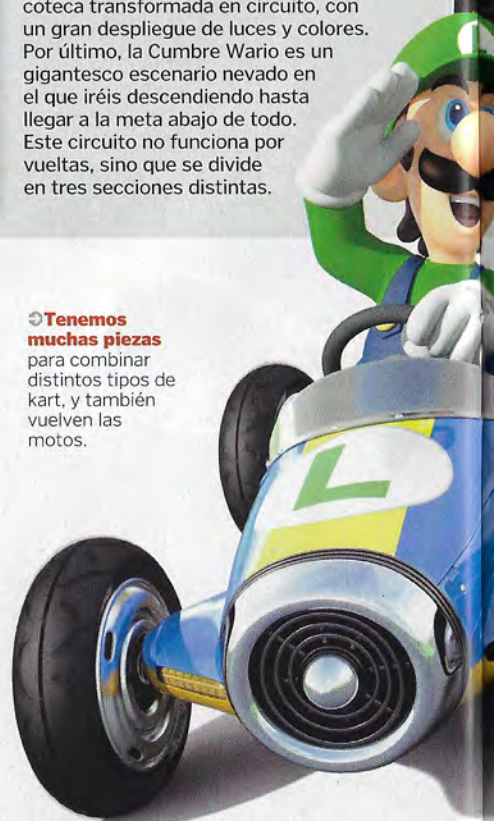 coteca transformada en circuito, con
un gran despliegue de luces y colores.
Por último, la Cumbre Wario es un
gigantesco escenario nevado en
el que iréis descendiendo hasta
llegar a la meta abajo de todo.
Este circuito no funciona por
vueltas, sino que se divide
en tres secciones distintas.
Tenemos
muchas piezas
para combinar
distintos tipos de
kart, y también
vuelven las
motos.
L